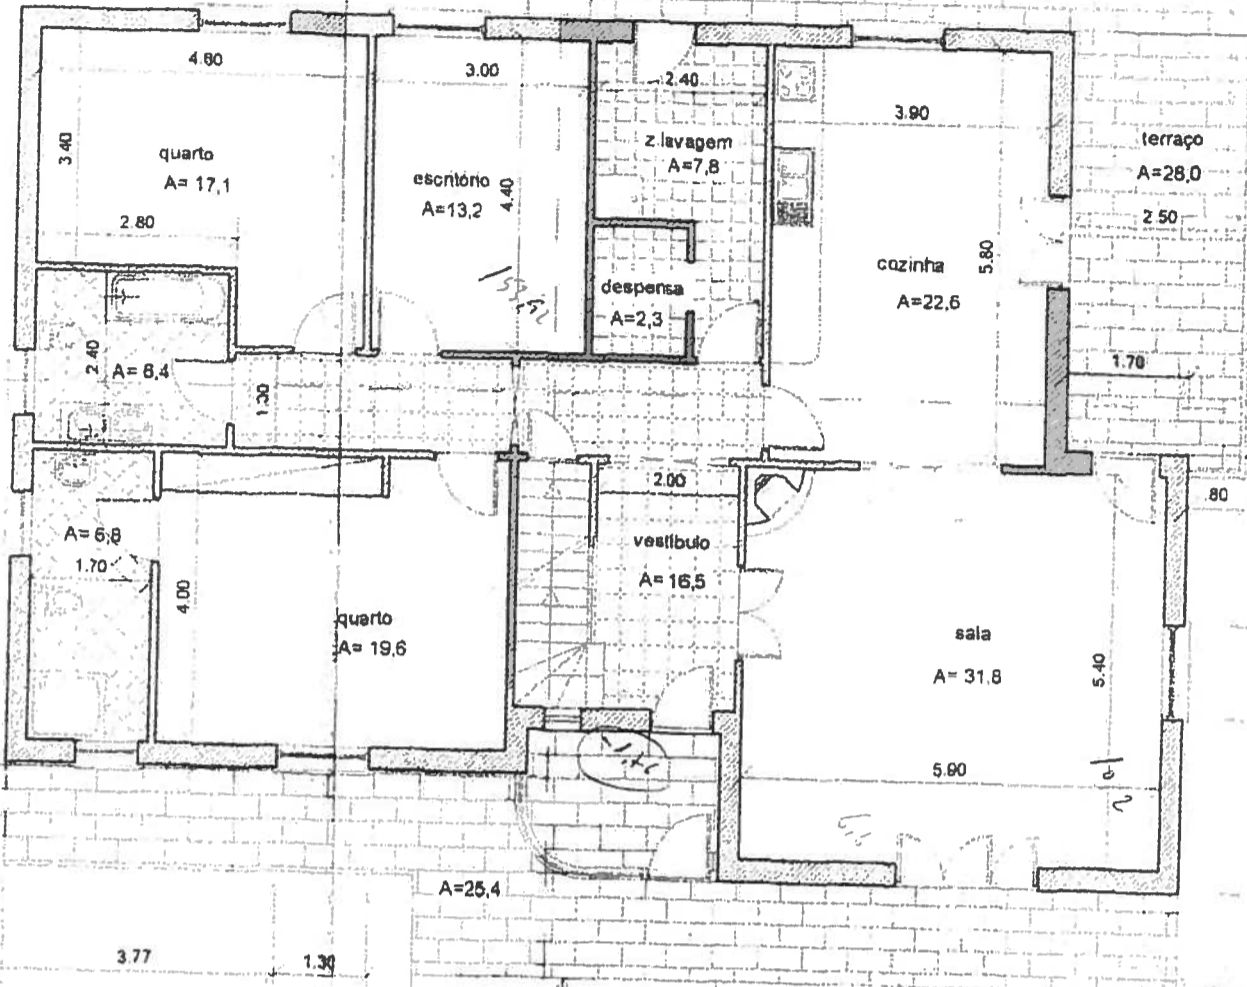 4.80
3.00
2.40
3.90
3.40
quarto
A= 17,1
escritório
A=13,2
4.40
z.lavagem
A=7,8
terraço
A=28,0
2.50
2.80
cozinha
A=22,6
5.80
despensa
A=2,3
2.40
A= 6,4
1.30
1.70
2.00
.80
A= 6,8
1.70
vestíbulo
A= 16,5
4.00
quarto
A= 19,6
sala
A= 31,8
5.40
5.90
A=25,4
3.77
1.30